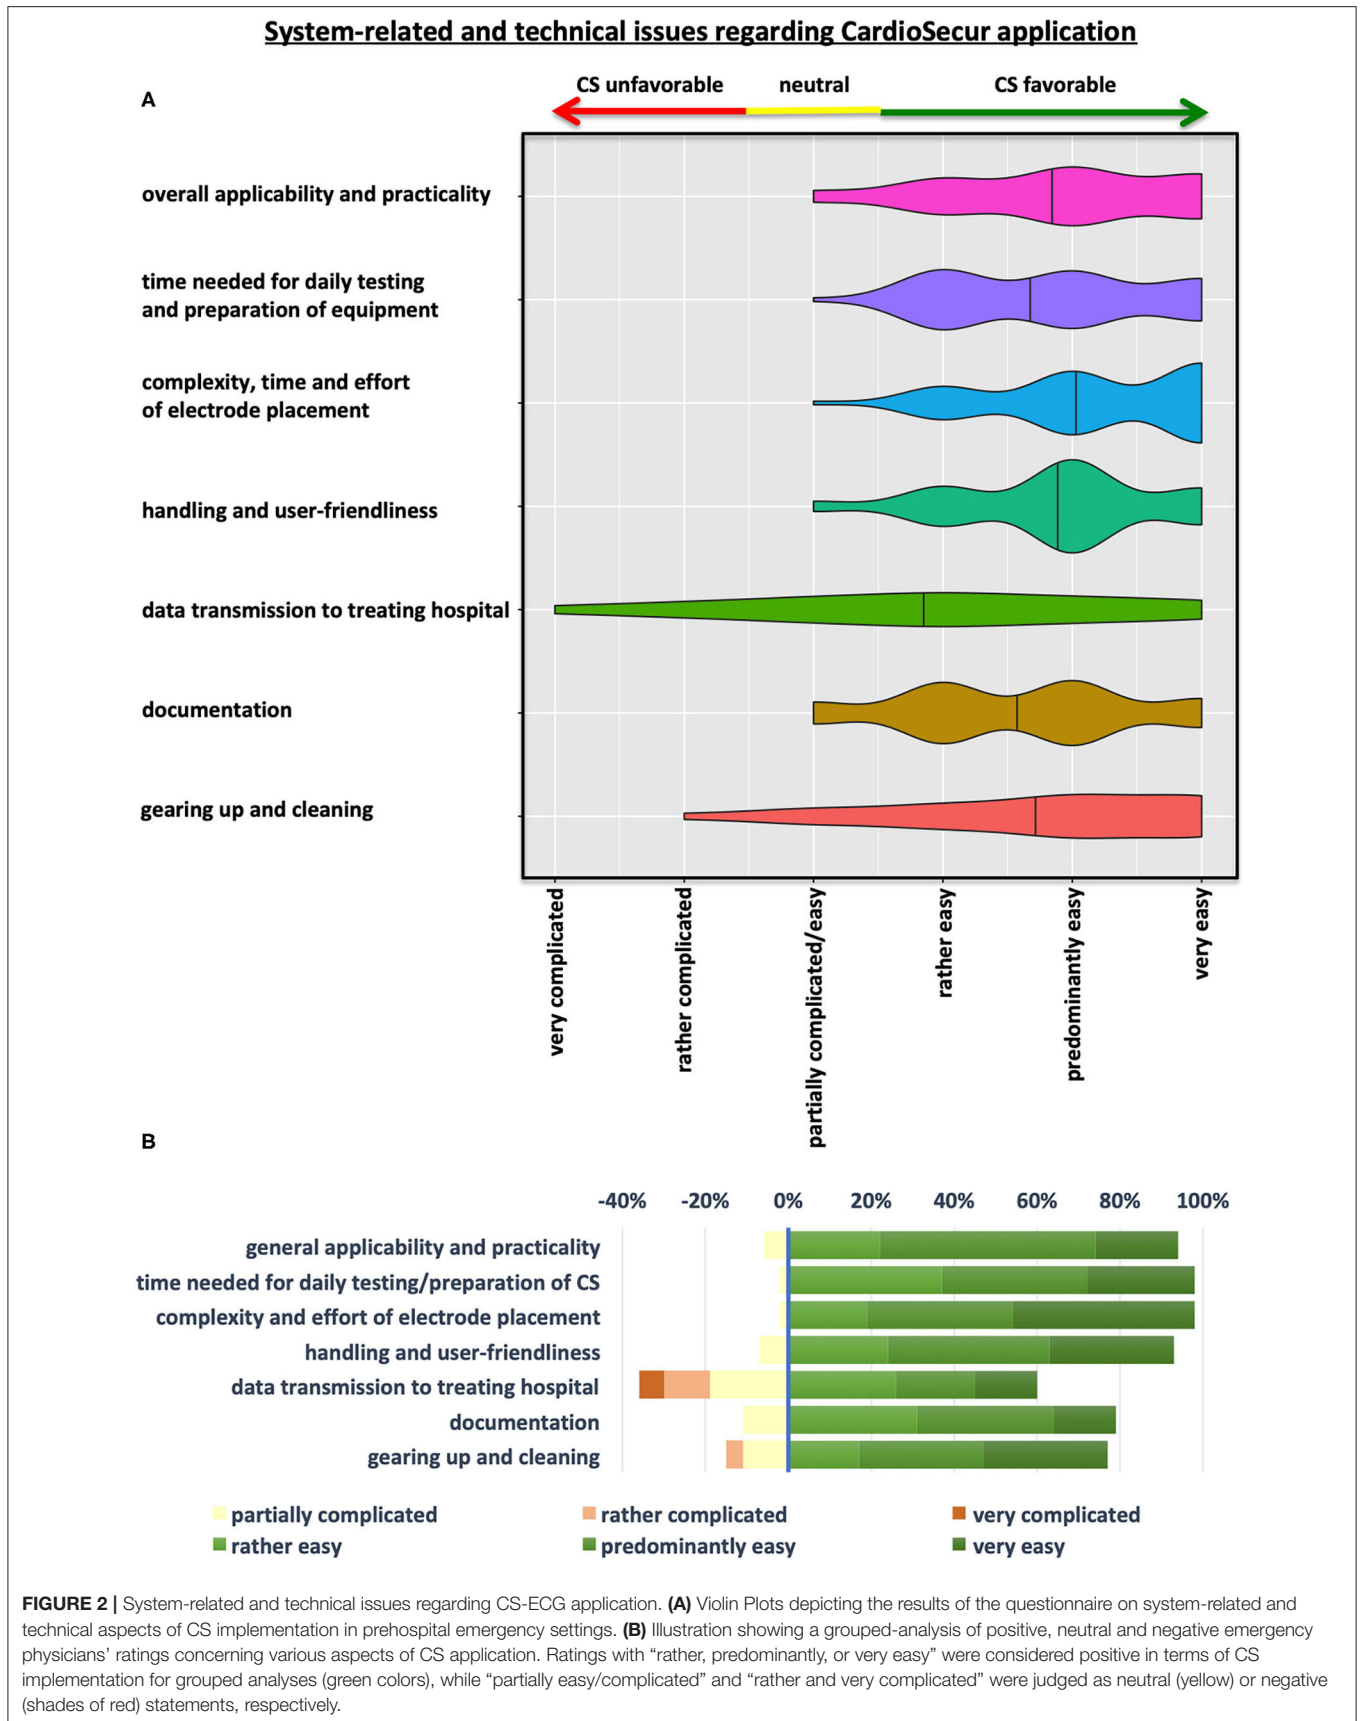 System-related and technical issues regarding CardioSecur application
A
CS unfavorable neutral CS favorable
overall applicability and practicality
time needed for daily testing
and preparation of equipment
complexity, time and effort
of electrode placement
handling and user-friendliness
data transmission to treating hospital
documentation
gearing up and cleaning
very complicated
rather complicated
partially complicated/easy
rather easy
predominantly easy
very easy
B
-40% -20% 0% 20% 40% 60% 80% 100%
general applicability and practicality
time needed for daily testing/preparation of CS
complexity and effort of electrode placement
handling and user-friendliness
data transmission to treating hospital
documentation
gearing up and cleaning
partially complicated rather complicated very complicated
rather easy predominantly easy very easy
FIGURE 2 | System-related and technical issues regarding CS-ECG application. (A) Violin Plots depicting the results of the questionnaire on system-related and
technical aspects of CS implementation in prehospital emergency settings. (B) Illustration showing a grouped-analysis of positive, neutral and negative emergency
physicians' ratings concerning various aspects of CS application. Ratings with "rather, predominantly, or very easy" were considered positive in terms of CS
implementation for grouped analyses (green colors), while "partially easy/complicated" and "rather and very complicated" were judged as neutral (yellow) or negative
(shades of red) statements, respectively.